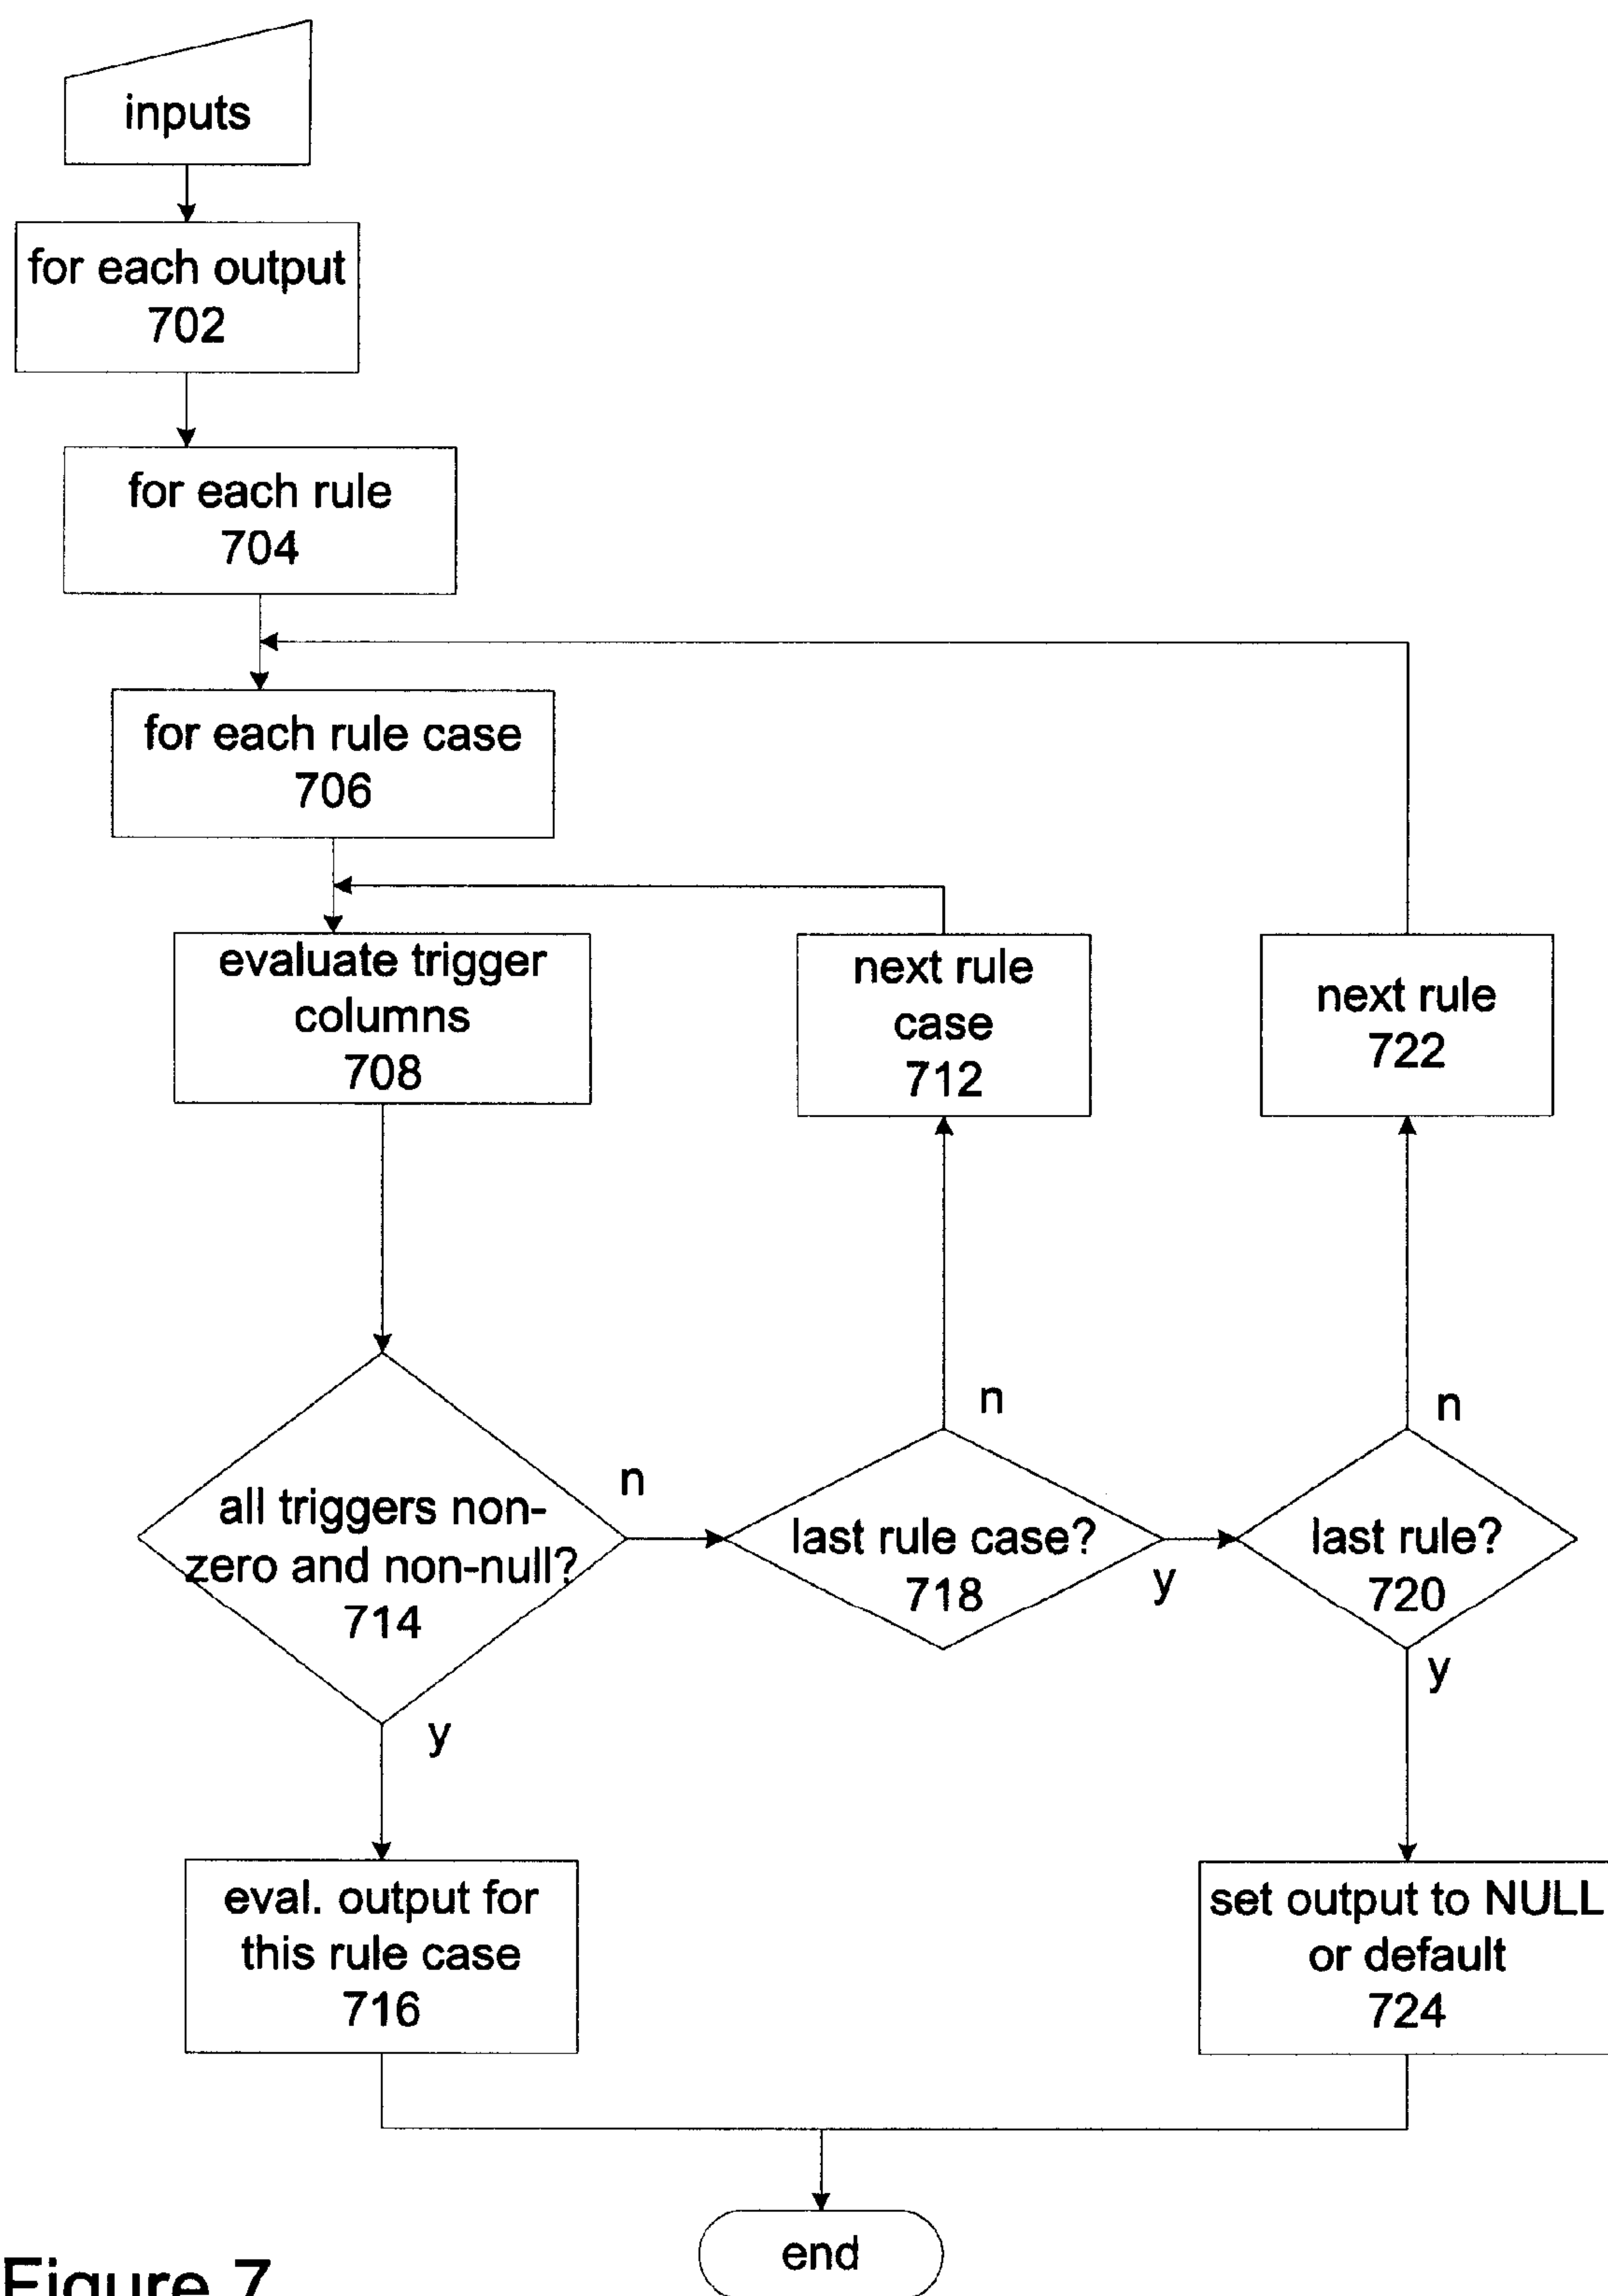 inputs
for each output
702
for each rule
704
for each rule case
706
evaluate trigger
columns
708
next rule
case
712
next rule
722
all triggers non-
zero and non-null?
714
n
last rule case?
718
n
y
last rule?
720
n
y
y
eval. output for
this rule case
716
set output to NULL
or default
724
end
Figure 7